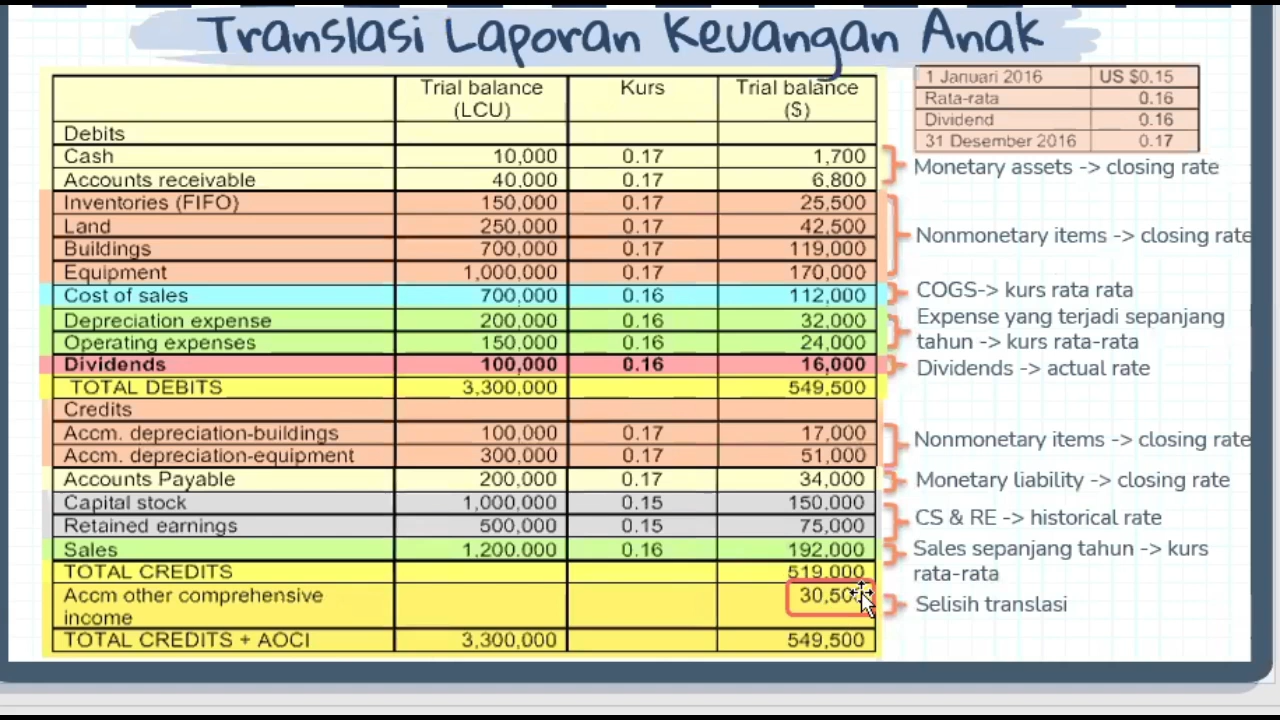 Translasi Laporan Keuangan Anak
Trial balance (LCU) Kurs Trial balance ($)
Debits
Cash 10,000 0.17 1,700
Accounts receivable 40,000 0.17 6,800
Inventories (FIFO) 150,000 0.17 25,500
Land 250,000 0.17 42,500
Buildings 700,000 0.17 119,000
Equipment 1,000,000 0.17 170,000
Cost of sales 700,000 0.16 112,000
Depreciation expense 200,000 0.16 32,000
Operating expenses 150,000 0.16 24,000
Dividends 100,000 0.16 16,000
TOTAL DEBITS 3,300,000 549,500
Credits
Accm. depreciation-buildings 100,000 0.17 17,000
Accm. depreciation-equipment 300,000 0.17 51,000
Accounts Payable 200,000 0.17 34,000
Capital stock 1,000,000 0.15 150,000
Retained earnings 500,000 0.15 75,000
Sales 1,200,000 0.16 192,000
TOTAL CREDITS 519,000
Accm other comprehensive income
TOTAL CREDITS + AOCI 3,300,000 549,500
1 Januari 2016 US $0.15
Rata-rata 0.16
Dividend 0.16
31 Desember 2016 0.17
Monetary assets -> closing rate
Nonmonetary items -> closing rate
COGS-> kurs rata rata
Expense yang terjadi sepanjang
tahun -> kurs rata-rata
Dividends -> actual rate
Nonmonetary items -> closing rate
Monetary liability -> closing rate
CS & RE -> historical rate
Sales sepanjang tahun -> kurs
rata-rata
Selisih translasi